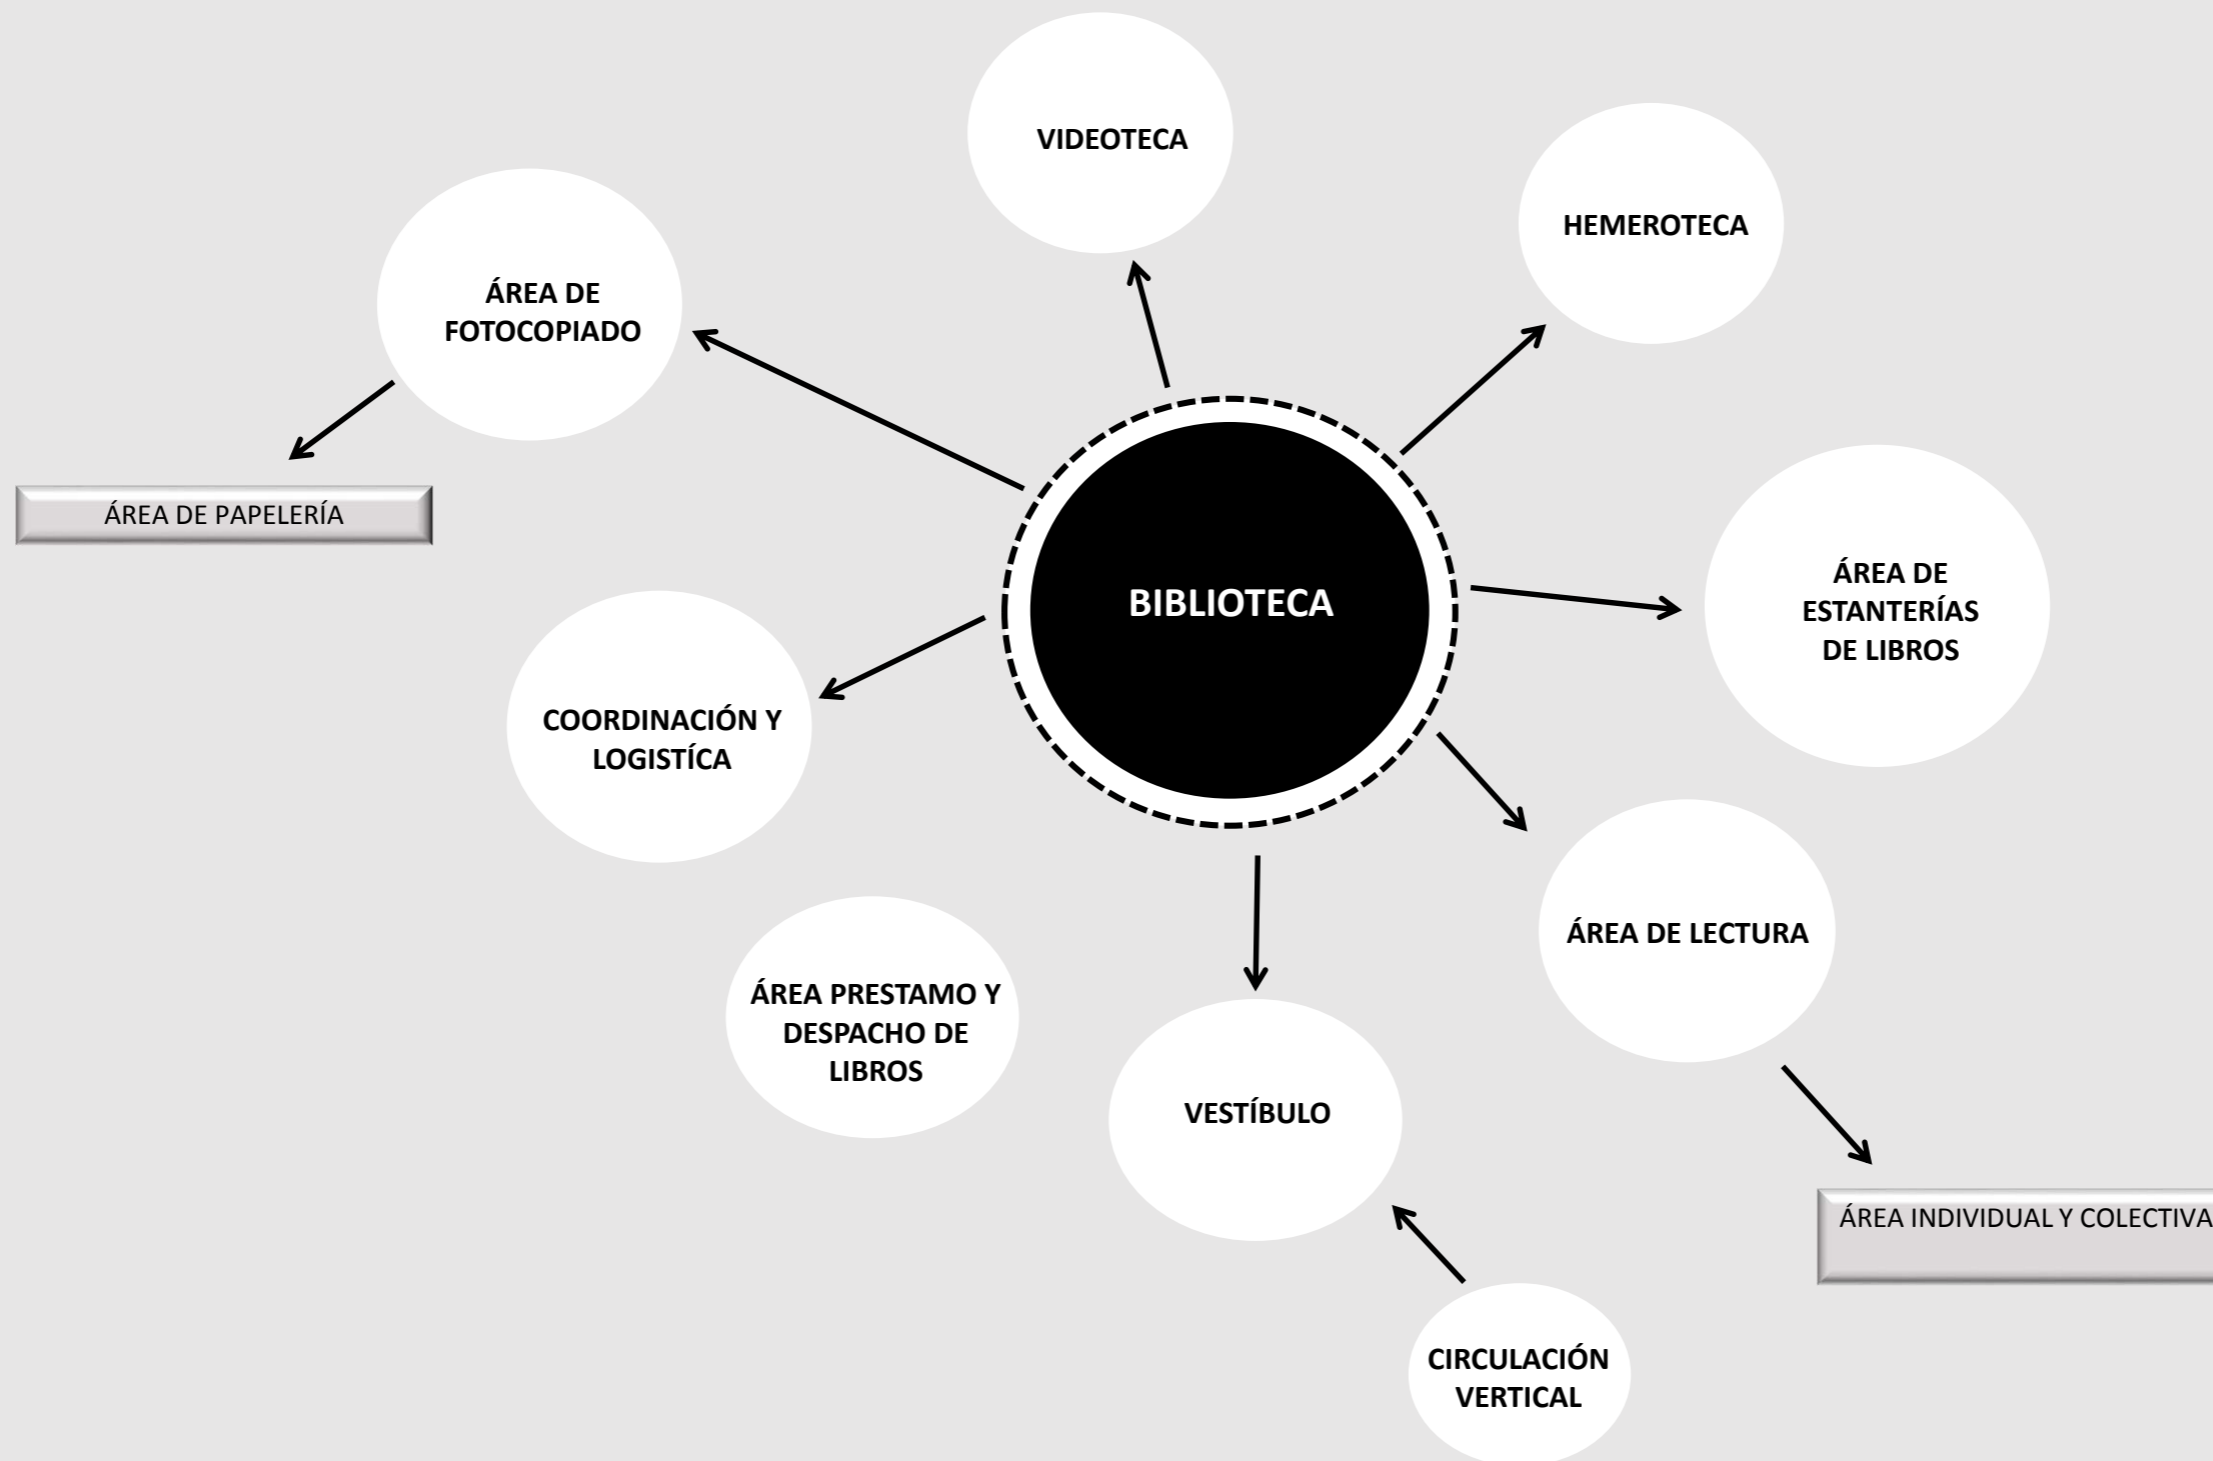 VIDEOTECA
HEMEROTECA
ÁREA DE
FOTOCOPIADO
ÁREA DE PAPELERÍA
BIBLIOTECA
ÁREA DE
ESTANTERÍAS
DE LIBROS
COORDINACIÓN Y
LOGISTÍCA
ÁREA DE LECTURA
ÁREA PRESTAMO Y
DESPACHO DE
LIBROS
VESTÍBULO
ÁREA INDIVIDUAL Y COLECTIVA
CIRCULACIÓN
VERTICAL